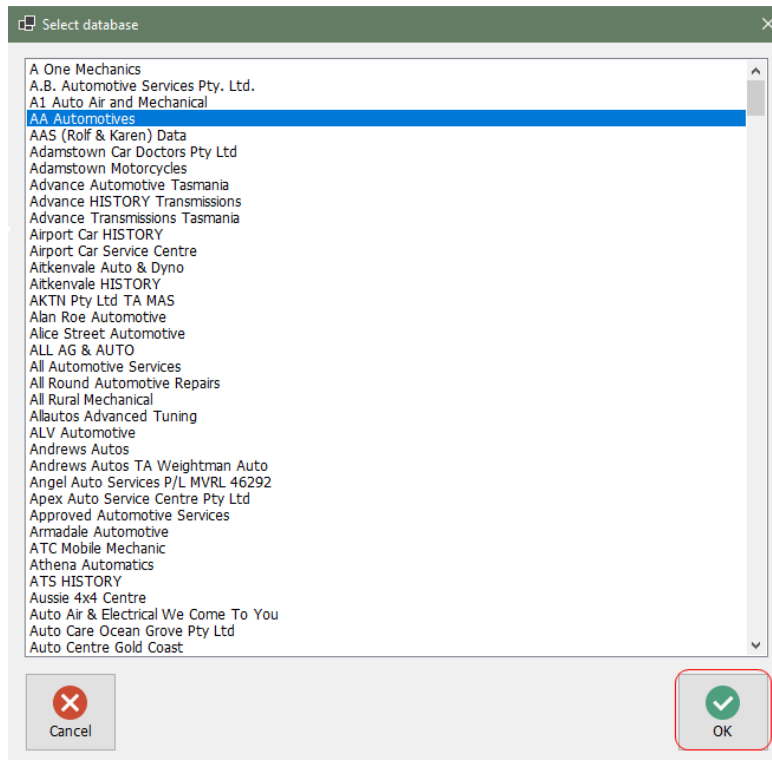 Select database
A One Mechanics
A.B. Automotive Services Pty. Ltd.
A1 Auto Air and Mechanical
AA Automotives
AAS (Rolf & Karen) Data
Adamstown Car Doctors Pty Ltd
Adamstown Motorcycles
Advance Automotive Tasmania
Advance HISTORY Transmissions
Advance Transmissions Tasmania
Airport Car HISTORY
Airport Car Service Centre
Aitkenvale Auto & Dyno
Aitkenvale HISTORY
AKTN Pty Ltd TA MAS
Alan Roe Automotive
Alice Street Automotive
ALL AG & AUTO
All Automotive Services
All Round Automotive Repairs
All Rural Mechanical
Allautos Advanced Tuning
ALV Automotive
Andrews Autos
Andrews Autos TA Weightman Auto
Angel Auto Services P/L MVRL 46292
Apex Auto Service Centre Pty Ltd
Approved Automotive Services
Armadale Automotive
ATC Mobile Mechanic
Athena Automatics
ATS HISTORY
Aussie 4x4 Centre
Auto Air & Electrical We Come To You
Auto Care Ocean Grove Pty Ltd
Auto Centre Gold Coast
Cancel
OK